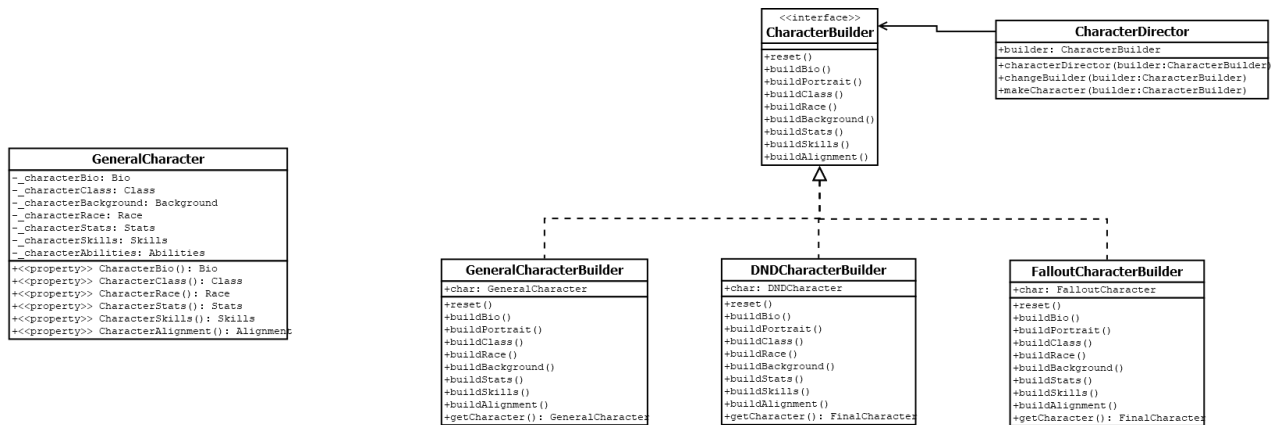 <<interface>>
CharacterBuilder
+reset()
+buildBio()
+buildPortrait()
+buildClass()
+buildRace()
+buildBackground()
+buildStats()
+buildSkills()
+buildAlignment()
CharacterDirector
+builder: CharacterBuilder
+characterDirector(builder:CharacterBuilder)
+changeBuilder(builder:CharacterBuilder)
+makeCharacter(builder:CharacterBuilder)
GeneralCharacter
-_characterBio: Bio
-_characterClass: Class
-_characterBackground: Background
-_characterRace: Race
-_characterStats: Stats
-_characterSkills: Skills
-_characterAbilities: Abilities
+<<property>> CharacterBio(): Bio
+<<property>> CharacterClass(): Class
+<<property>> CharacterRace(): Race
+<<property>> CharacterStats(): Stats
+<<property>> CharacterSkills(): Skills
+<<property>> CharacterAlignment(): Alignment
GeneralCharacterBuilder
+char: GeneralCharacter
+reset()
+buildBio()
+buildPortrait()
+buildClass()
+buildRace()
+buildBackground()
+buildStats()
+buildSkills()
+buildAlignment()
+getCharacter(): GeneralCharacter
DNDCharacterBuilder
+char: DNDCharacter
+reset()
+buildBio()
+buildPortrait()
+buildClass()
+buildRace()
+buildBackground()
+buildStats()
+buildSkills()
+buildAlignment()
+getCharacter(): FinalCharacter
FalloutCharacterBuilder
+char: FalloutCharacter
+reset()
+buildBio()
+buildPortrait()
+buildClass()
+buildRace()
+buildBackground()
+buildStats()
+buildSkills()
+buildAlignment()
+getCharacter(): FinalCharacter